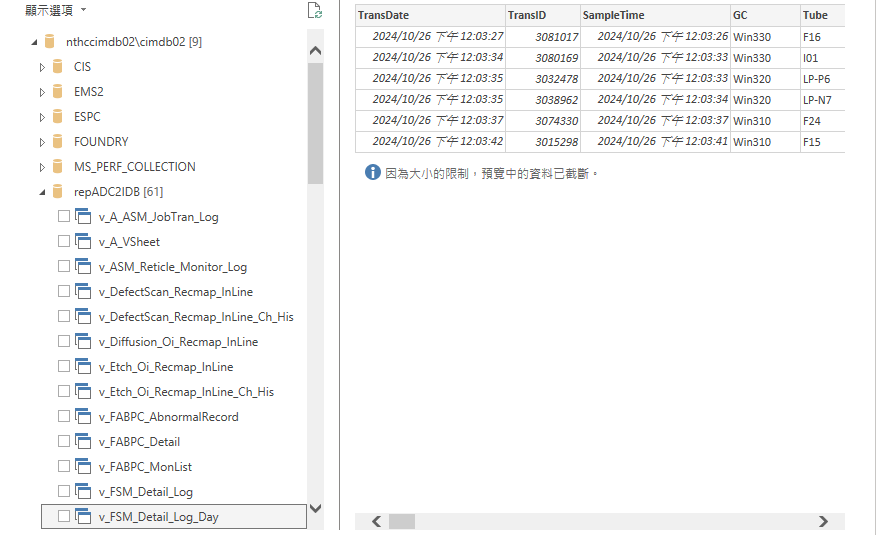 顯示選項
nthccimdb02\cimdb02 [9]
CIS
EMS2
ESPC
FOUNDRY
MS_PERF_COLLECTION
repADC2IDB [61]
v_A_ASM_JobTran_Log
v_A_VSheet
v_ASM_Reticle_Monitor_Log
v_DefectScan_Recmap_InLine
v_DefectScan_Recmap_InLine_Ch_His
v_Diffusion_Oi_Recmap_InLine
v_Etch_Oi_Recmap_InLine
v_Etch_Oi_Recmap_InLine_Ch_His
v_FABPC_AbnormalRecord
v_FABPC_Detail
v_FABPC_MonList
v_FSM_Detail_Log
v_FSM_Detail_Log_Day
TransDate TransID SampleTime GC Tube
2024/10/26 下午 12:03:27 3081017 2024/10/26 下午 12:03:26 Win330 F16
2024/10/26 下午 12:03:34 3080169 2024/10/26 下午 12:03:33 Win330 I01
2024/10/26 下午 12:03:35 3032478 2024/10/26 下午 12:03:33 Win320 LP-P6
2024/10/26 下午 12:03:35 3038962 2024/10/26 下午 12:03:34 Win320 LP-N7
2024/10/26 下午 12:03:37 3074330 2024/10/26 下午 12:03:37 Win310 F24
2024/10/26 下午 12:03:42 3015298 2024/10/26 下午 12:03:41 Win310 F15
因為大小的限制，預覽中的資料已截斷。